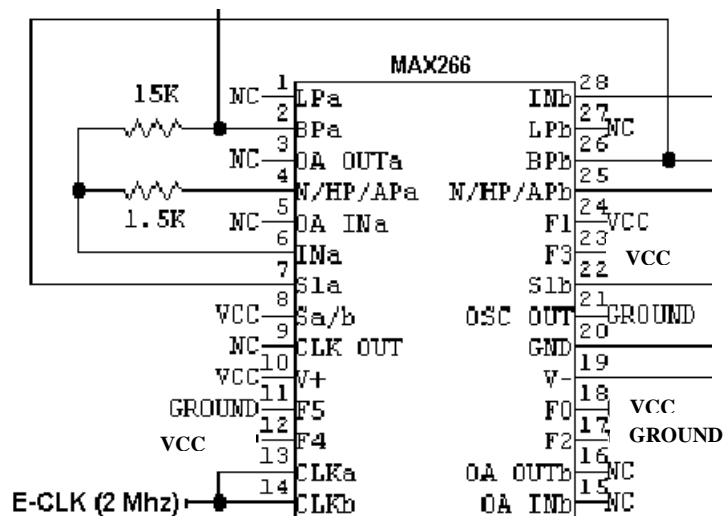 MAX266
15K
NC 1 LPa INb 28
2 BPa LPb 27 NC
NC 3 OA OUTa BPb 26
4 N/HP/APa N/HP/APb 25
1.5K
NC 5 OA INa F1 24 VCC
6 INa F3 23 VCC
7 S1a S1b 22
VCC 8 Sa/b OSC OUT 21 GROUND
NC 9 CLK OUT GND 20
VCC 10 V+ V- 19
GROUND 11 F5 F0 18 VCC
VCC 12 F4 F2 17 GROUND
13 CLKa OA OUTb 16 NC
E-CLK (2 Mhz) 14 CLKb OA INb 15 NC